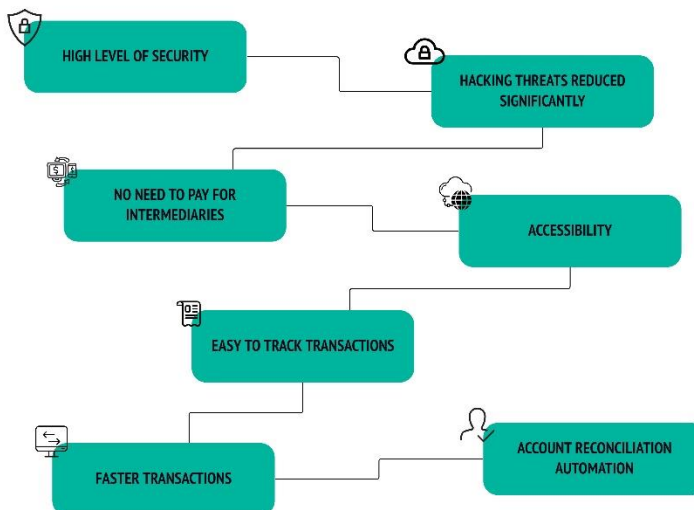 HIGH LEVEL OF SECURITY
HACKING THREATS REDUCED
SIGNIFICANTLY
NO NEED TO PAY FOR
INTERMEDIARIES
ACCESSIBILITY
EASY TO TRACK TRANSACTIONS
FASTER TRANSACTIONS
ACCOUNT RECONCILIATION
AUTOMATION